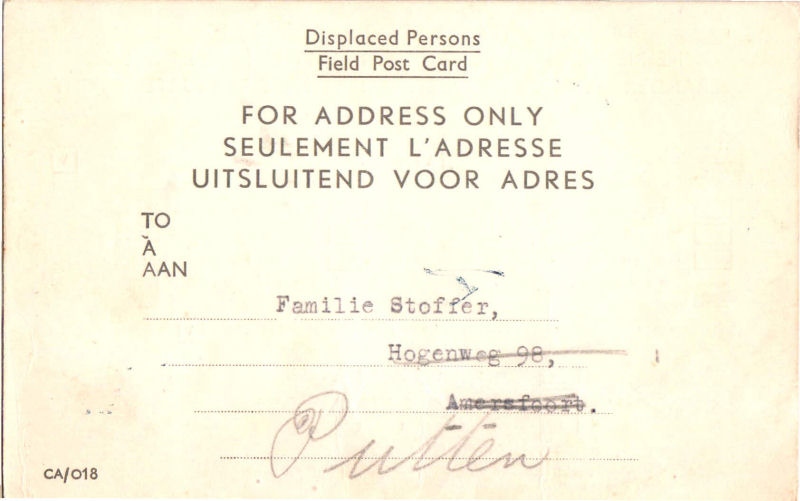 Displaced Persons
Field Post Card
FOR ADDRESS ONLY
SEULEMENT L'ADRESSE
UITSLUITEND VOOR ADRES
TO
À
AAN
Familie Stoffer,
Hogenweg 98,
Amersfoort.
Putten
CA/018